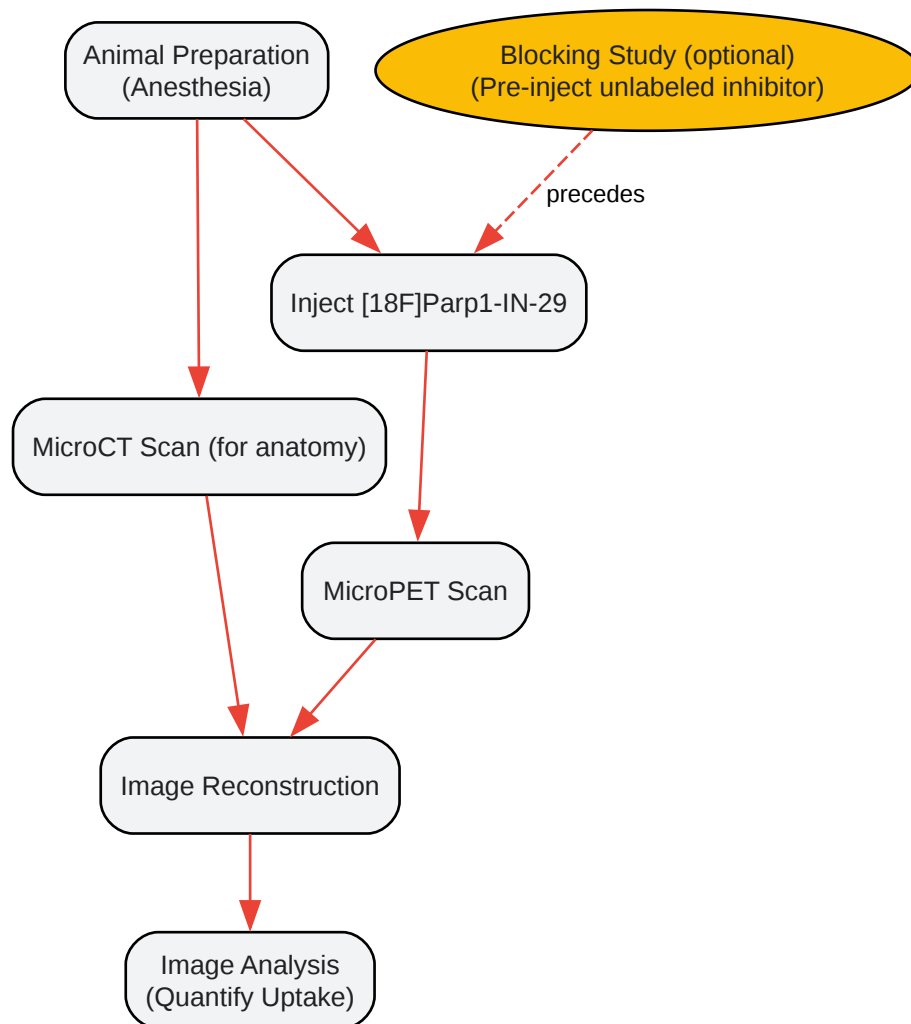 Animal Preparation
(Anesthesia)
Blocking Study (optional)
(Pre-inject unlabeled inhibitor)
precedes
Inject [18F]Parp1-IN-29
MicroCT Scan (for anatomy)
MicroPET Scan
Image Reconstruction
Image Analysis
(Quantify Uptake)